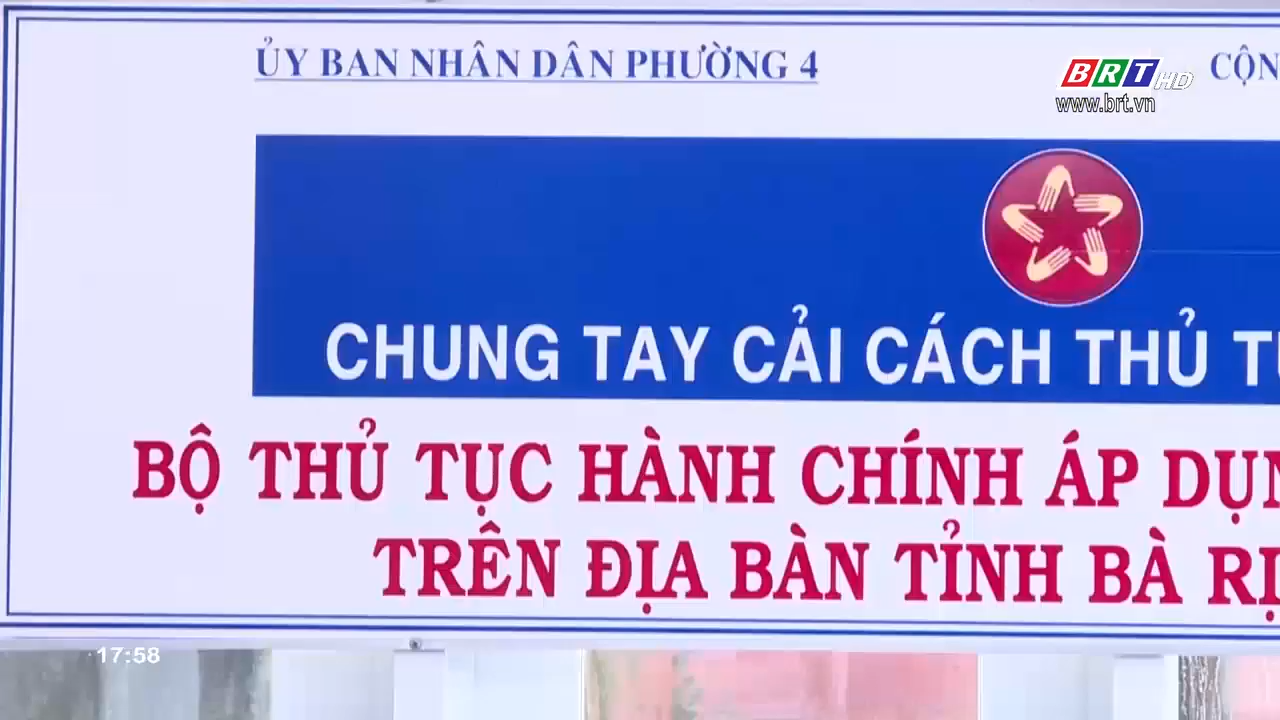 ỦY BAN NHÂN DÂN PHƯỜNG 4
BRT HD
www.brt.vn
CHUNG TAY CẢI CÁCH THỦ
BỘ THỦ TỤC HÀNH CHÍNH ÁP
TRÊN ĐỊA BÀN TỈNH BÀ
17:58